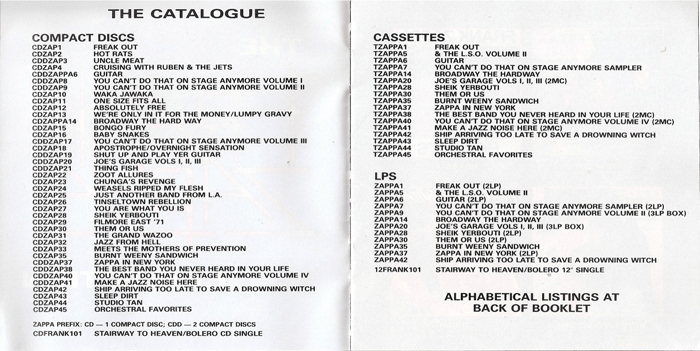 THE CATALOGUE
COMPACT DISCS
CDZAP1 FREAK OUT
CDZAP2 HOT RATS
CDDZAP3 UNCLE MEAT
CDZAP4 CRUISING WITH RUBEN & THE JETS
CDDZAPPA6 GUITAR
CDDZAP8 YOU CAN'T DO THAT ON STAGE ANYMORE VOLUME I
CDDZAP9 YOU CAN'T DO THAT ON STAGE ANYMORE VOLUME II
CDZAP10 WAKA JAWAKA
CDZAP11 ONE SIZE FITS ALL
CDZAP12 ABSOLUTELY FREE
CDZAP13 WE'RE ONLY IN IT FOR THE MONEY/LUMPY GRAVY
CDZAPPA14 BROADWAY THE HARD WAY
CDZAP15 BONGO FURY
CDZAP16 BABY SNAKES
CDDZAP17 YOU CAN'T DO THAT ON STAGE ANYMORE VOLUME III
CDZAP18 APOSTROPHE/OVERNIGHT SENSATION
CDDZAP19 SHUT UP AND PLAY YER GUITAR
CDDZAP20 JOE'S GARAGE VOLS I, II, III
CDDZAP21 THING FISH
CDZAP22 ZOOT ALLURES
CDZAP23 CHUNGA'S REVENGE
CDZAP24 WEASELS RIPPED MY FLESH
CDZAP25 JUST ANOTHER BAND FROM L.A.
CDZAP26 TINSELTOWN REBELLION
CDZAP27 YOU ARE WHAT YOU IS
CDZAP28 SHEIK YERBOUTI
CDZAP29 FILMORE EAST '71
CDZAP30 THEM OR US
CDZAP31 THE GRAND WAZOO
CDZAP32 JAZZ FROM HELL
CDZAP33 MEETS THE MOTHERS OF PREVENTION
CDZAP35 BURNT WEENY SANDWICH
CDDZAP37 ZAPPA IN NEW YORK
CDDZAP38 THE BEST BAND YOU NEVER HEARD IN YOUR LIFE
CDDZAP40 YOU CAN'T DO THAT ON STAGE ANYMORE VOLUME IV
CDDZAP41 MAKE A JAZZ NOISE HERE
CDZAP42 SHIP ARRIVING TOO LATE TO SAVE A DROWNING WITCH
CDZAP43 SLEEP DIRT
CDZAP44 STUDIO TAN
CDZAP45 ORCHESTRAL FAVORITES
ZAPPA PREFIX: CD — 1 COMPACT DISC; CDD — 2 COMPACT DISCS
CDFRANK101 STAIRWAY TO HEAVEN/BOLERO CD SINGLE
CASSETTES
TZAPPA1 FREAK OUT
TZAPPA5 & THE L.S.O. VOLUME II
TZAPPA6 GUITAR
TZAPPA7 YOU CAN'T DO THAT ON STAGE ANYMORE SAMPLER
TZAPPA14 BROADWAY THE HARDWAY
TZAPPA20 JOE'S GARAGE VOLS I, II, III (2MC)
TZAPPA28 SHEIK YERBOUTI
TZAPPA30 THEM OR US
TZAPPA35 BURNT WEENY SANDWICH
TZAPPA37 ZAPPA IN NEW YORK
TZAPPA38 THE BEST BAND YOU NEVER HEARD IN YOUR LIFE (2MC)
TZAPPA40 YOU CAN'T DO THAT ON STAGE ANYMORE VOLUME IV (2MC)
TZAPPA41 MAKE A JAZZ NOISE HERE (2MC)
TZAPPA42 SHIP ARRIVING TOO LATE TO SAVE A DROWNING WITCH
TZAPPA43 SLEEP DIRT
TZAPPA44 STUDIO TAN
TZAPPA45 ORCHESTRAL FAVORITES
LPS
ZAPPA1 FREAK OUT (2LP)
ZAPPA5 & THE L.S.O. VOLUME II
ZAPPA6 GUITAR (2LP)
ZAPPA7 YOU CAN'T DO THAT ON STAGE ANYMORE SAMPLER (2LP)
ZAPPA9 YOU CAN'T DO THAT ON STAGE ANYMORE VOLUME II (3LP BOX)
ZAPPA14 BROADWAY THE HARDWAY
ZAPPA20 JOE'S GARAGE VOLS I, II, III (3LP BOX)
ZAPPA28 SHEIK YERBOUTI (2LP)
ZAPPA30 THEM OR US (2LP)
ZAPPA35 BURNT WEENY SANDWICH
ZAPPA37 ZAPPA IN NEW YORK (2LP)
ZAPPA42 SHIP ARRIVING TOO LATE TO SAVE A DROWNING WITCH
12FRANK101 STAIRWAY TO HEAVEN/BOLERO 12' SINGLE
ALPHABETICAL LISTINGS AT
BACK OF BOOKLET